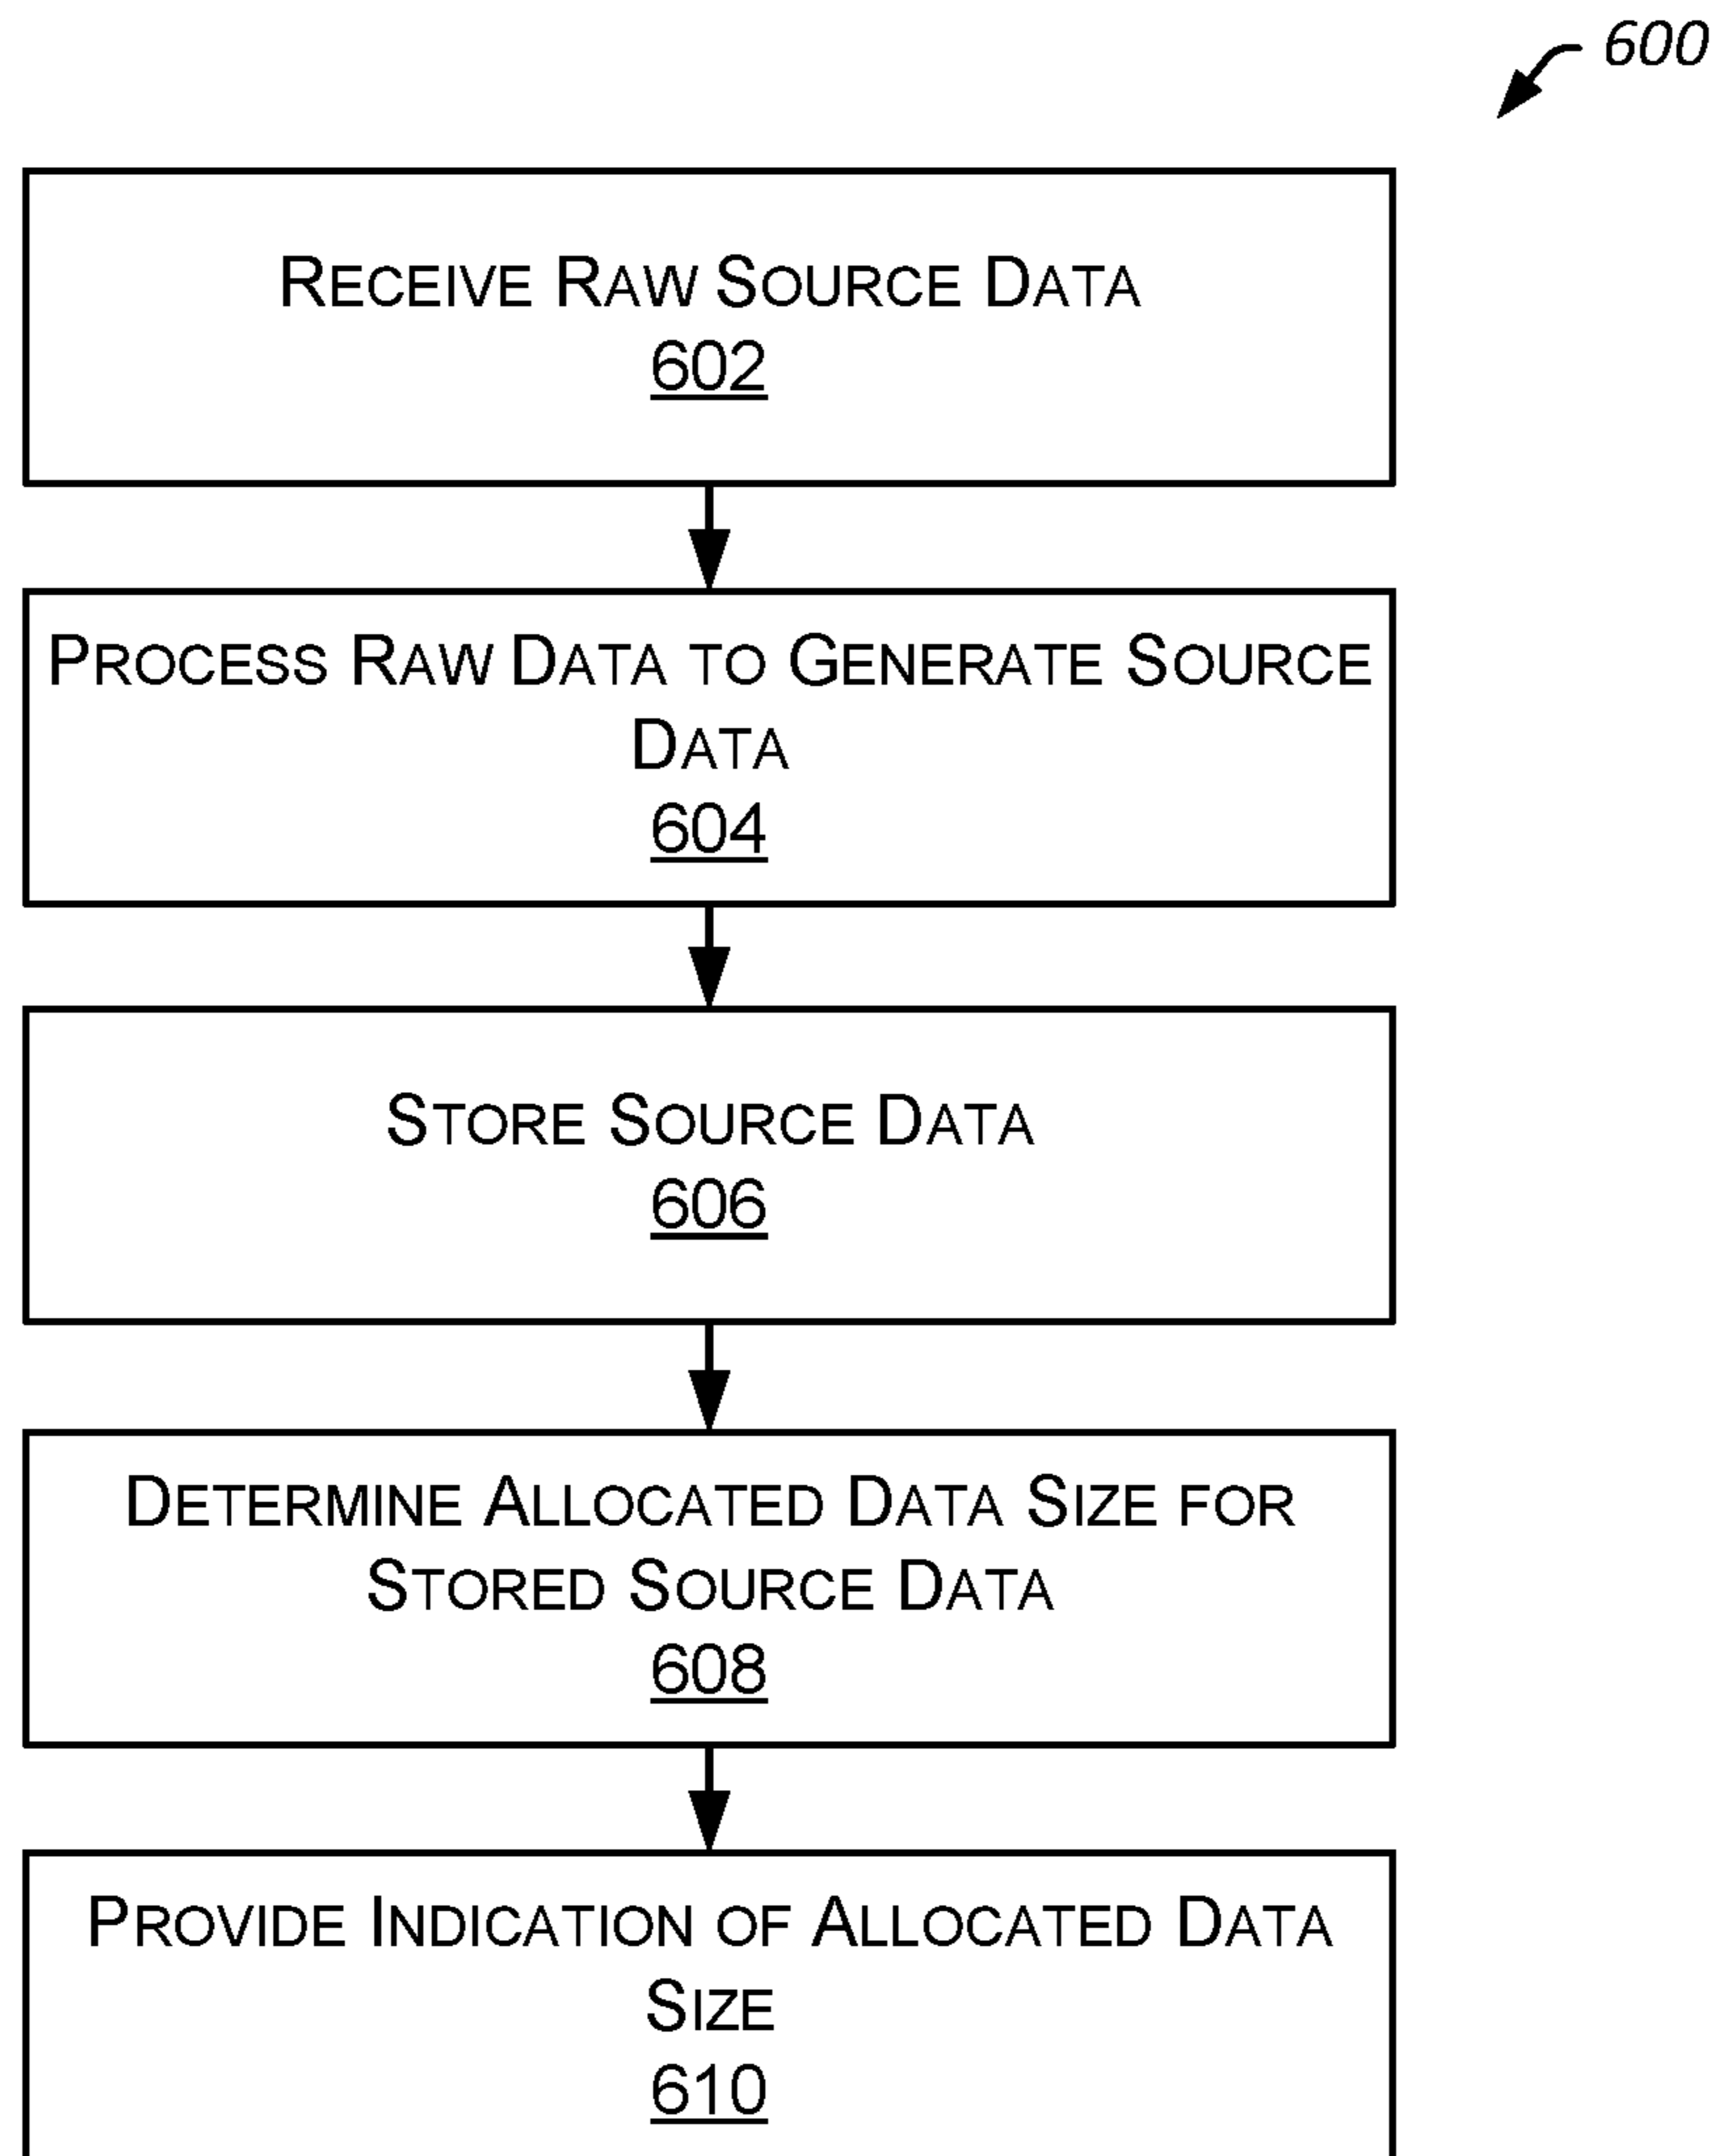 600
RECEIVE RAW SOURCE DATA
602
PROCESS RAW DATA TO GENERATE SOURCE
DATA
604
STORE SOURCE DATA
606
DETERMINE ALLOCATED DATA SIZE FOR
STORED SOURCE DATA
608
PROVIDE INDICATION OF ALLOCATED DATA
SIZE
610